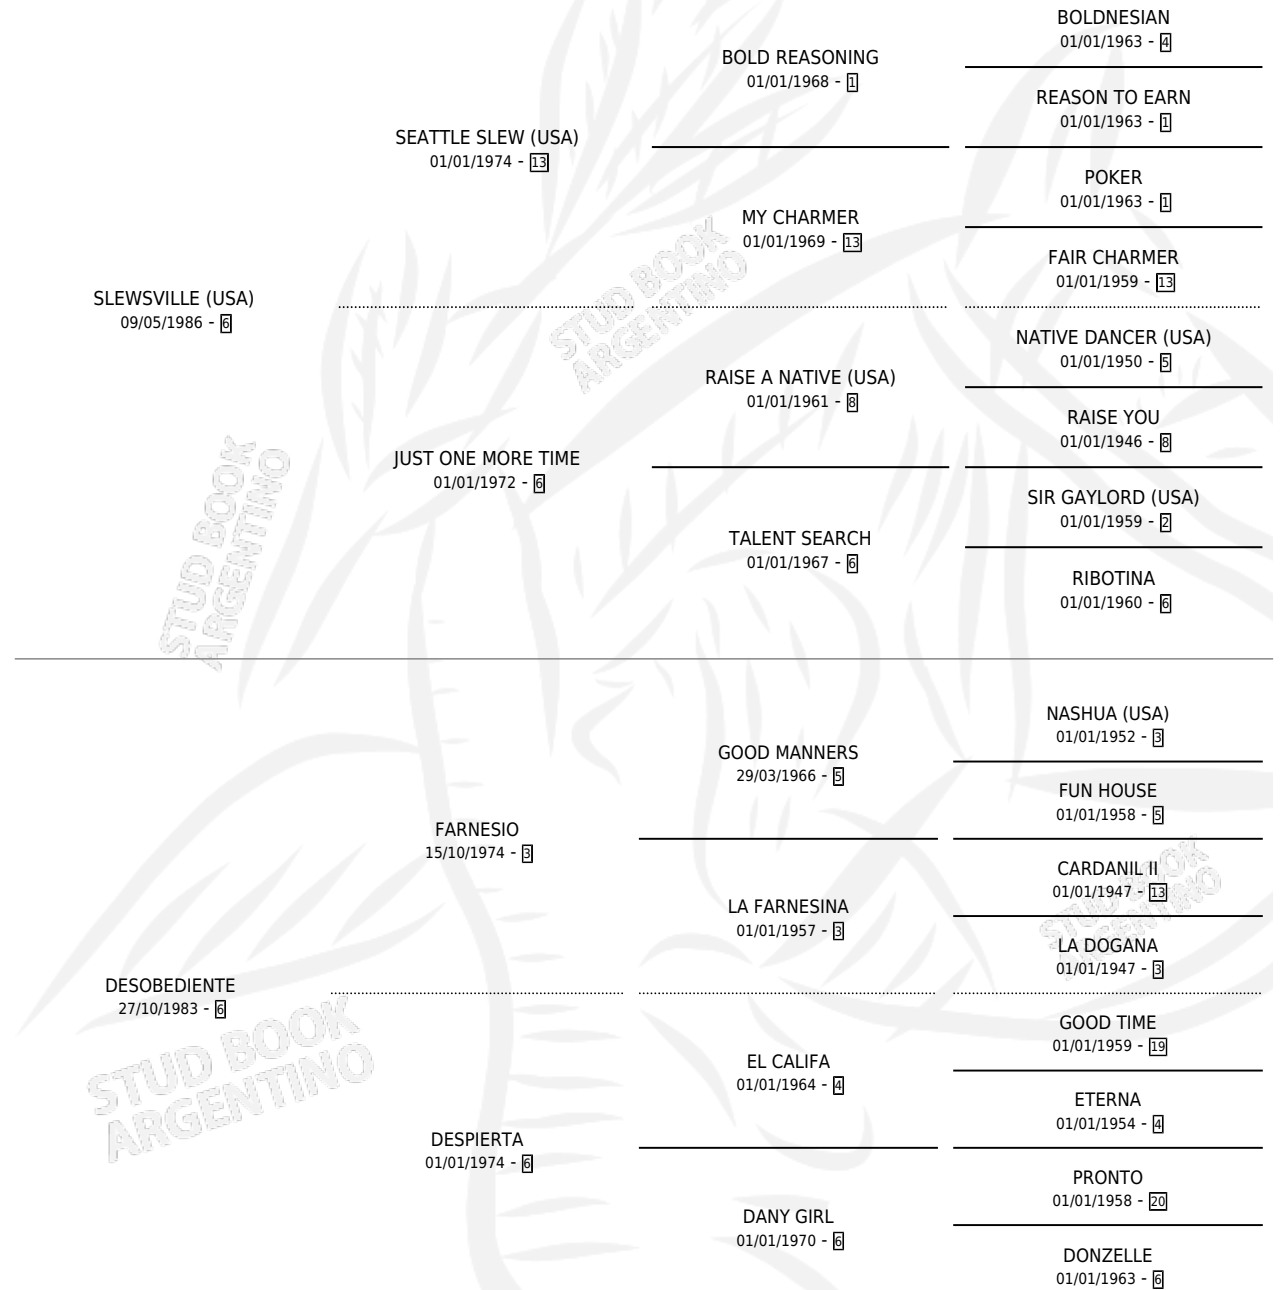 BOLDNESIAN
01/01/1963 - 4
BOLD REASONING
01/01/1968 - 1
REASON TO EARN
01/01/1963 - 1
SEATTLE SLEW (USA)
01/01/1974 - 13
POKER
01/01/1963 - 1
MY CHARMER
01/01/1969 - 13
FAIR CHARMER
01/01/1959 - 13
SLEWSVILLE (USA)
09/05/1986 - 6
NATIVE DANCER (USA)
01/01/1950 - 5
RAISE A NATIVE (USA)
01/01/1961 - 8
RAISE YOU
01/01/1946 - 8
JUST ONE MORE TIME
01/01/1972 - 6
SIR GAYLORD (USA)
01/01/1959 - 2
TALENT SEARCH
01/01/1967 - 6
RIBOTINA
01/01/1960 - 6
STUD BOOK
ARGENTINO
STUD BOOK
ARGENTINO
NASHUA (USA)
01/01/1952 - 3
GOOD MANNERS
29/03/1966 - 5
FUN HOUSE
01/01/1958 - 5
FARNESIO
15/10/1974 - 3
CARDANIL II
01/01/1947 - 13
LA FARNESINA
01/01/1957 - 3
LA DOGANA
01/01/1947 - 3
DESOBEDIENTE
27/10/1983 - 6
GOOD TIME
01/01/1959 - 19
EL CALIFA
01/01/1964 - 4
ETERNA
01/01/1954 - 4
DESPIERTA
01/01/1974 - 6
PRONTO
01/01/1958 - 20
DANY GIRL
01/01/1970 - 6
DONZELLE
01/01/1963 - 6
STUD BOOK
ARGENTINO
STUD BOOK
ARGENTINO